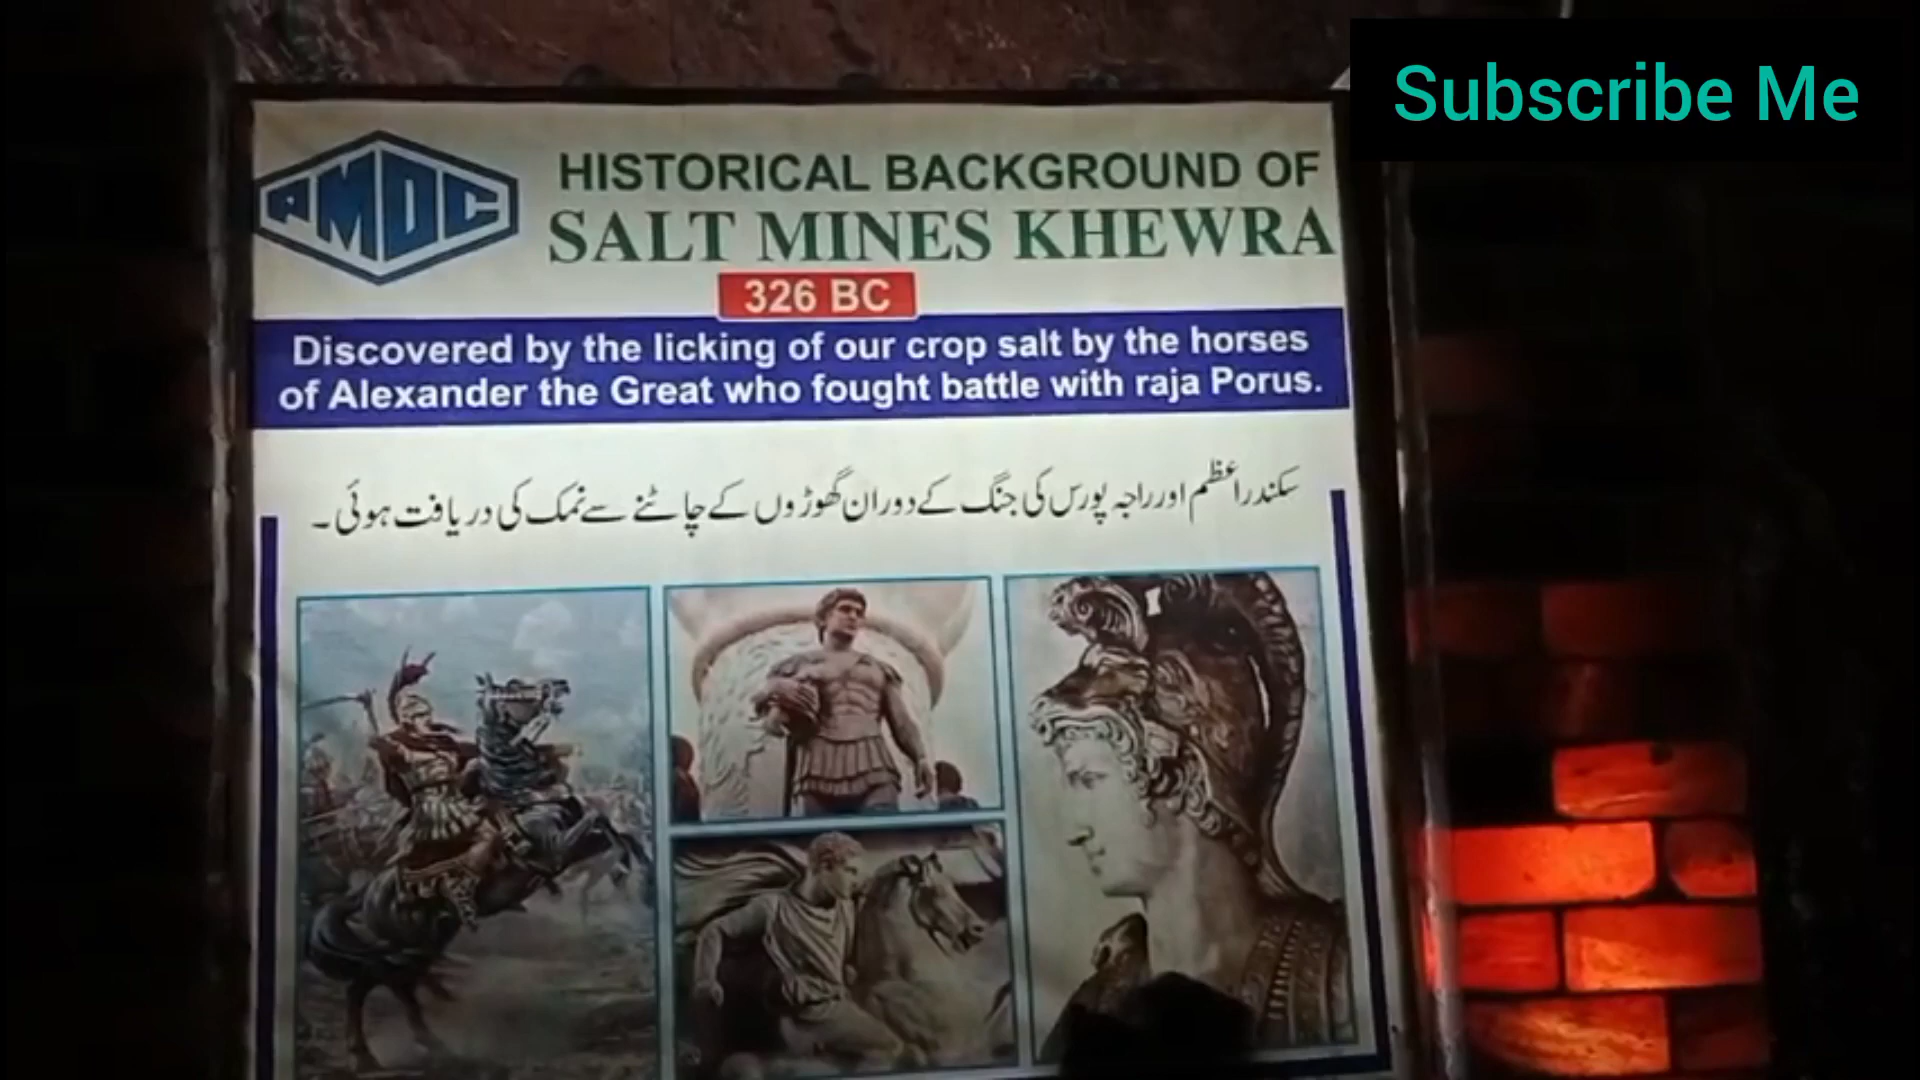 Subscribe Me
PMDC
HISTORICAL BACKGROUND OF
SALT MINES KHEWRA
326 BC
Discovered by the licking of our crop salt by the horses
of Alexander the Great who fought battle with raja Porus.
سکندر اعظم اور راجہ پورس کی جنگ کے دوران گھوڑوں کے چاٹنے سے نمک کی دریافت ہوئی ۔